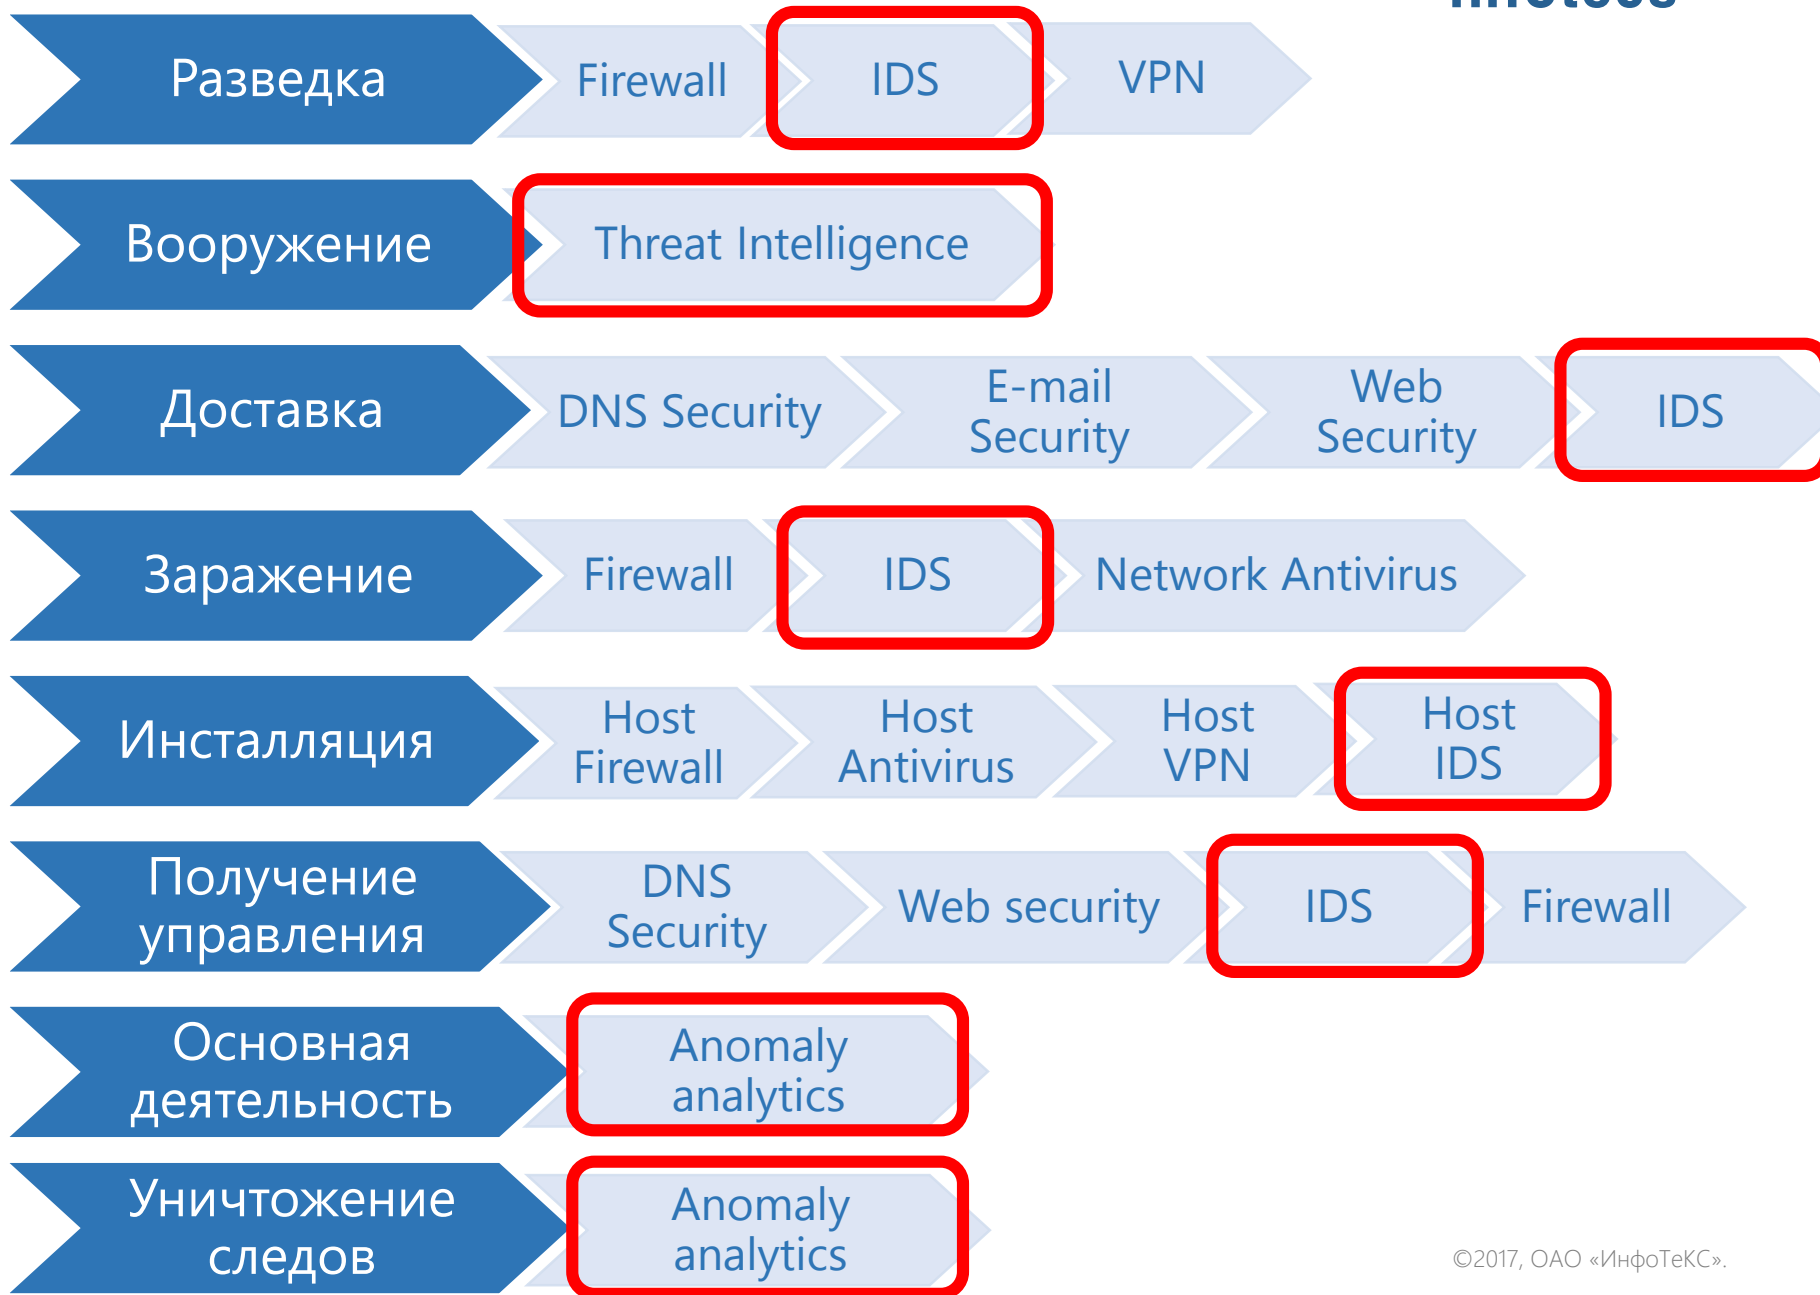 Разведка
Firewall
IDS
VPN
Вооружение
Threat Intelligence
Доставка
DNS Security
E-mail
Security
Web
Security
IDS
Заражение
Firewall
IDS
Network Antivirus
Инсталляция
Host
Firewall
Host
Antivirus
Host
VPN
Host
IDS
Получение
управления
DNS
Security
Web security
IDS
Firewall
Основная
деятельность
Anomaly
analytics
Уничтожение
следов
Anomaly
analytics
©2017, ОАО «ИнфоТеКС».